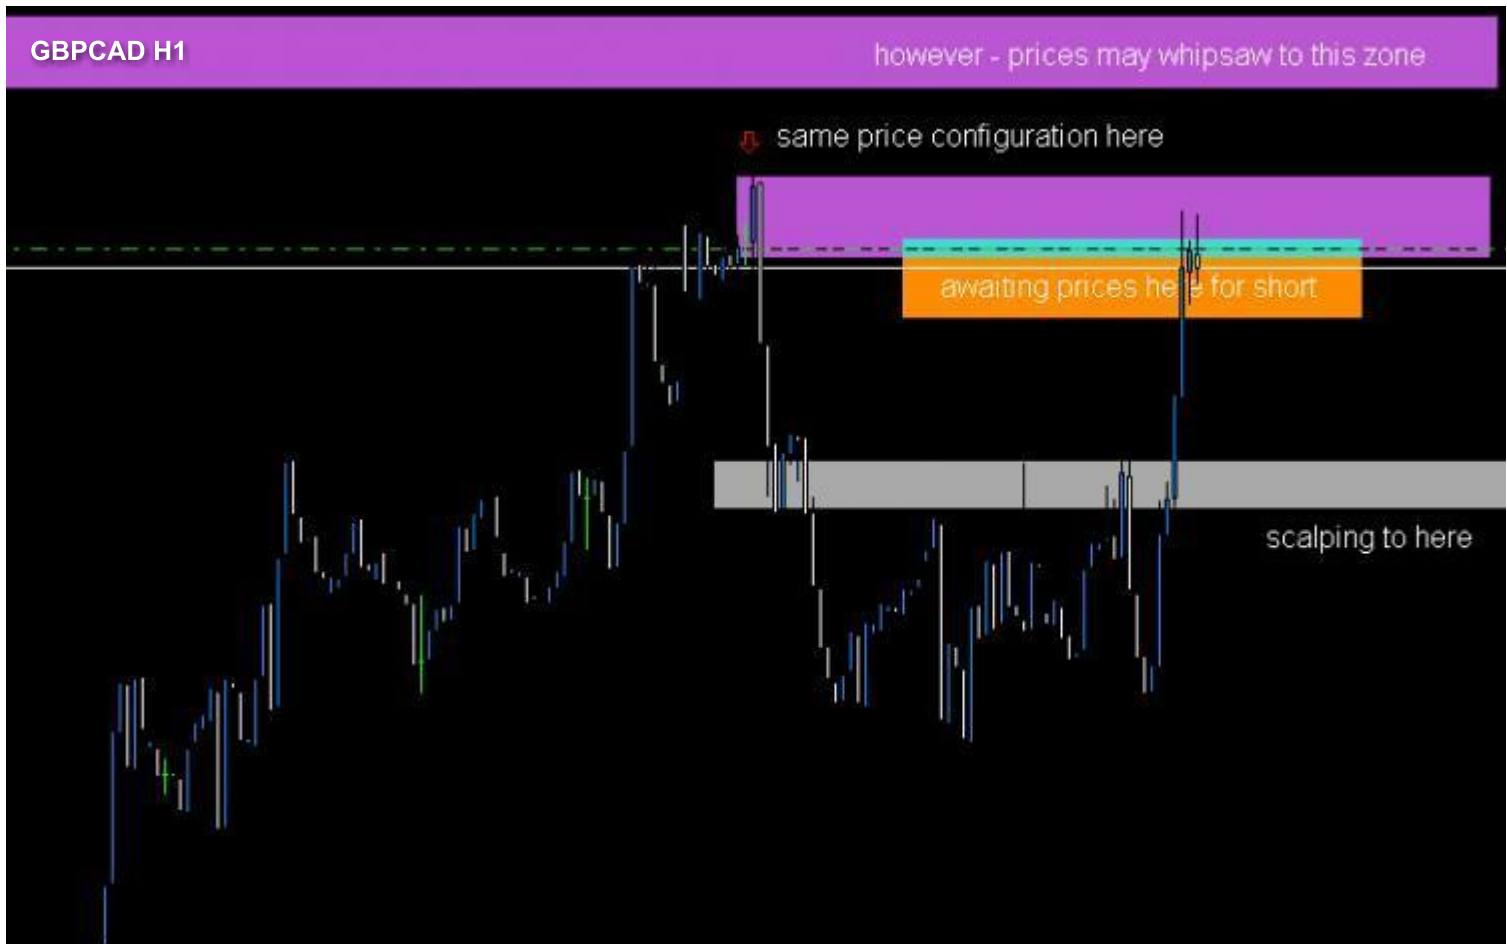 GBPCAD H1
however - prices may whipsaw to this zone
same price configuration here
awaiting prices here for short
scalping to here